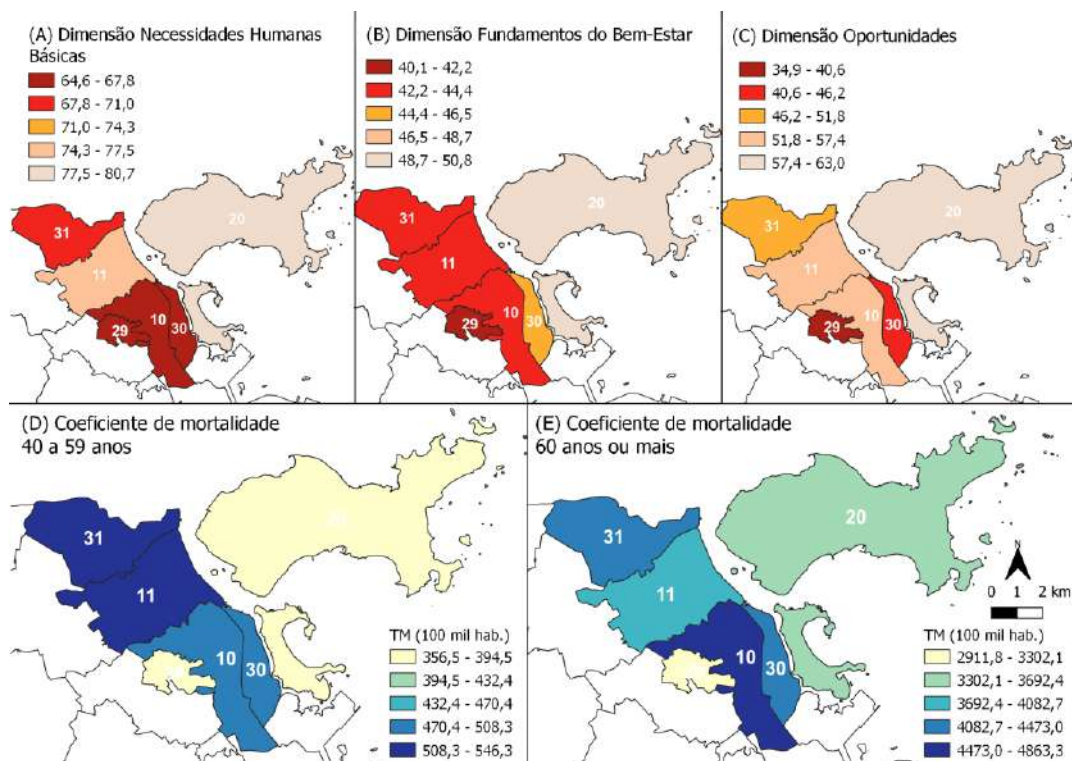 (A) Dimensão Necessidades Humanas
Básicas
64,6 - 67,8
67,8 - 71,0
71,0 - 74,3
74,3 - 77,5
77,5 - 80,7
31
11
20
10
29
30
(B) Dimensão Fundamentos do Bem-Estar
40,1 - 42,2
42,2 - 44,4
44,4 - 46,5
46,5 - 48,7
48,7 - 50,8
31
11
20
10
29
30
(C) Dimensão Oportunidades
34,9 - 40,6
40,6 - 46,2
46,2 - 51,8
51,8 - 57,4
57,4 - 63,0
31
11
20
10
29
30
(D) Coeficiente de mortalidade
40 a 59 anos
31
11
10
30
TM (100 mil hab.)
356,5 - 394,5
394,5 - 432,4
432,4 - 470,4
470,4 - 508,3
508,3 - 546,3
(E) Coeficiente de mortalidade
60 anos ou mais
31
11
20
10
30
N
0 1 2 km
TM (100 mil hab.)
2911,8 - 3302,1
3302,1 - 3692,4
3692,4 - 4082,7
4082,7 - 4473,0
4473,0 - 4863,3